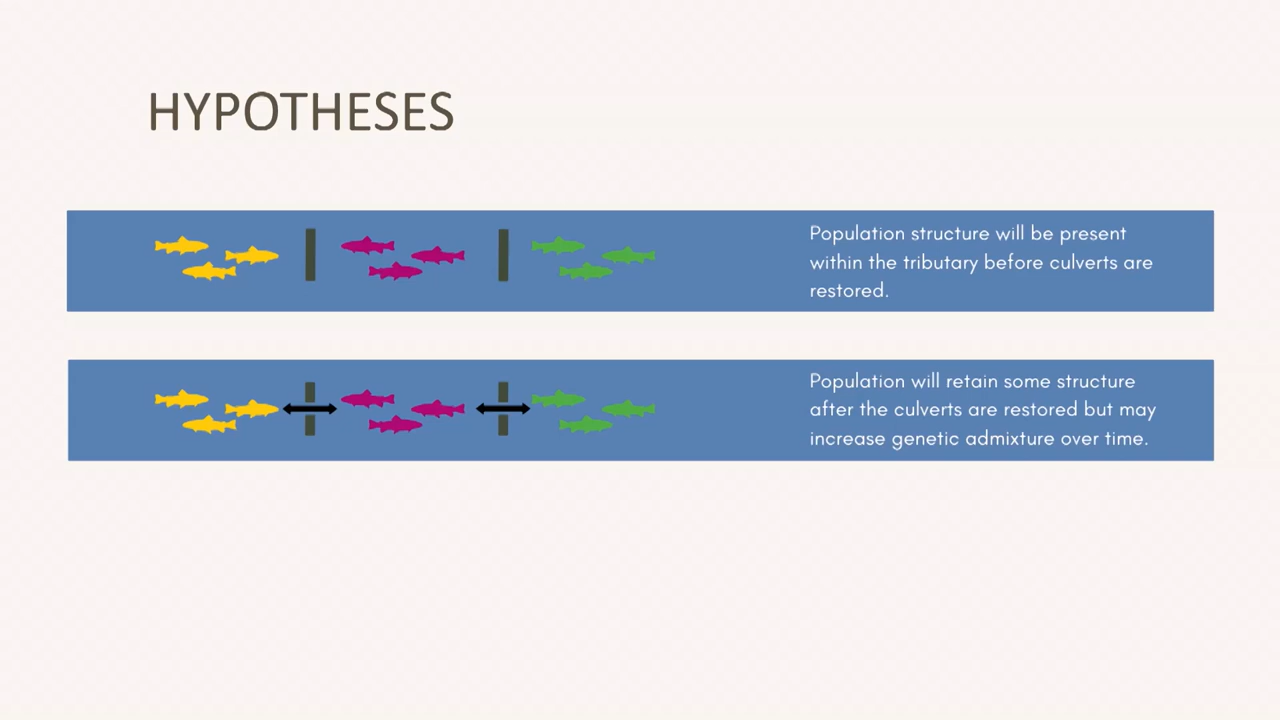 HYPOTHESES
Population structure will be present
within the tributary before culverts are
restored.
Population will retain some structure
after the culverts are restored but may
increase genetic admixture over time.